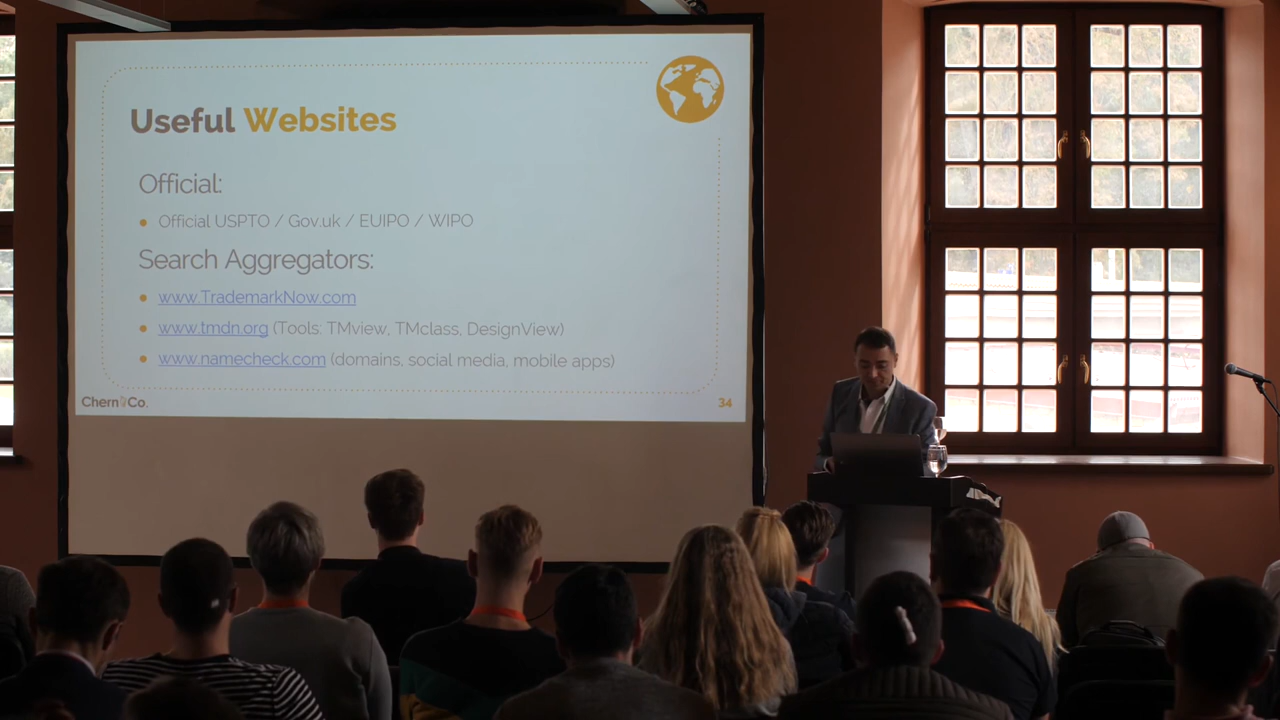 Useful Websites
Official:
Official USPTO / Gov.uk / EUIPO / WIPO
Search Aggregators:
www.TrademarkNow.com
www.tmdn.org (Tools: TMview, TMclass, DesignView)
www.namecheck.com (domains, social media, mobile apps)
Chern Co.
34